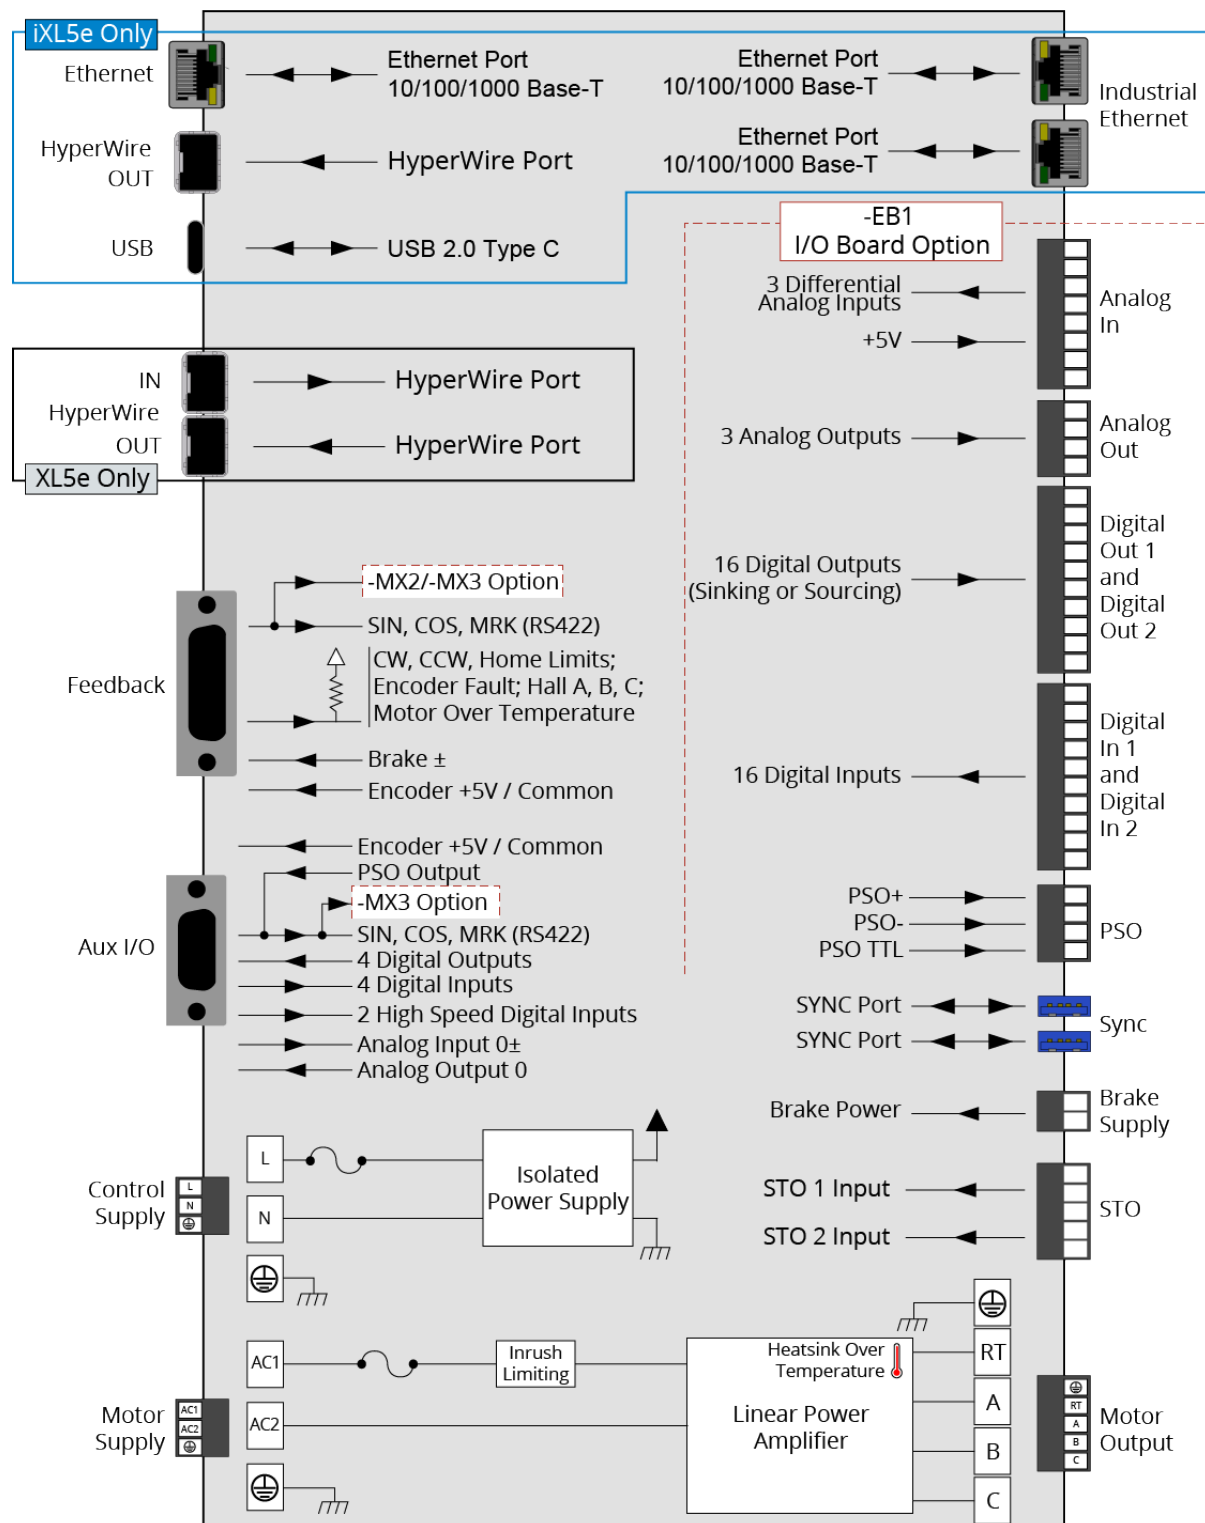 iXL5e Only
Ethernet
Ethernet Port
10/100/1000 Base-T
HyperWire
OUT
HyperWire Port
USB
USB 2.0 Type C
Ethernet Port
10/100/1000 Base-T
Ethernet Port
10/100/1000 Base-T
Industrial
Ethernet
-EB1
I/O Board Option
3 Differential
Analog Inputs
+5V
Analog
In
IN
HyperWire
OUT
HyperWire Port
HyperWire Port
XL5e Only
3 Analog Outputs
Analog
Out
16 Digital Outputs
(Sinking or Sourcing)
Digital
Out 1
and
Digital
Out 2
Feedback
-MX2/-MX3 Option
SIN, COS, MRK (RS422)
CW, CCW, Home Limits;
Encoder Fault; Hall A, B, C;
Motor Over Temperature
Brake ±
Encoder +5V / Common
16 Digital Inputs
Digital
In 1
and
Digital
In 2
Aux I/O
Encoder +5V / Common
PSO Output
-MX3 Option
SIN, COS, MRK (RS422)
4 Digital Outputs
4 Digital Inputs
2 High Speed Digital Inputs
Analog Input 0±
Analog Output 0
PSO+
PSO-
PSO TTL
PSO
SYNC Port
SYNC Port
Sync
Brake Power
Brake
Supply
Control
Supply
L
N
L
N
Isolated
Power Supply
STO 1 Input
STO 2 Input
STO
Motor
Supply
AC1
AC2
AC1
AC2
Inrush
Limiting
Heatsink Over
Temperature
Linear Power
Amplifier
RT
A
B
C
RT
A
B
C
Motor
Output